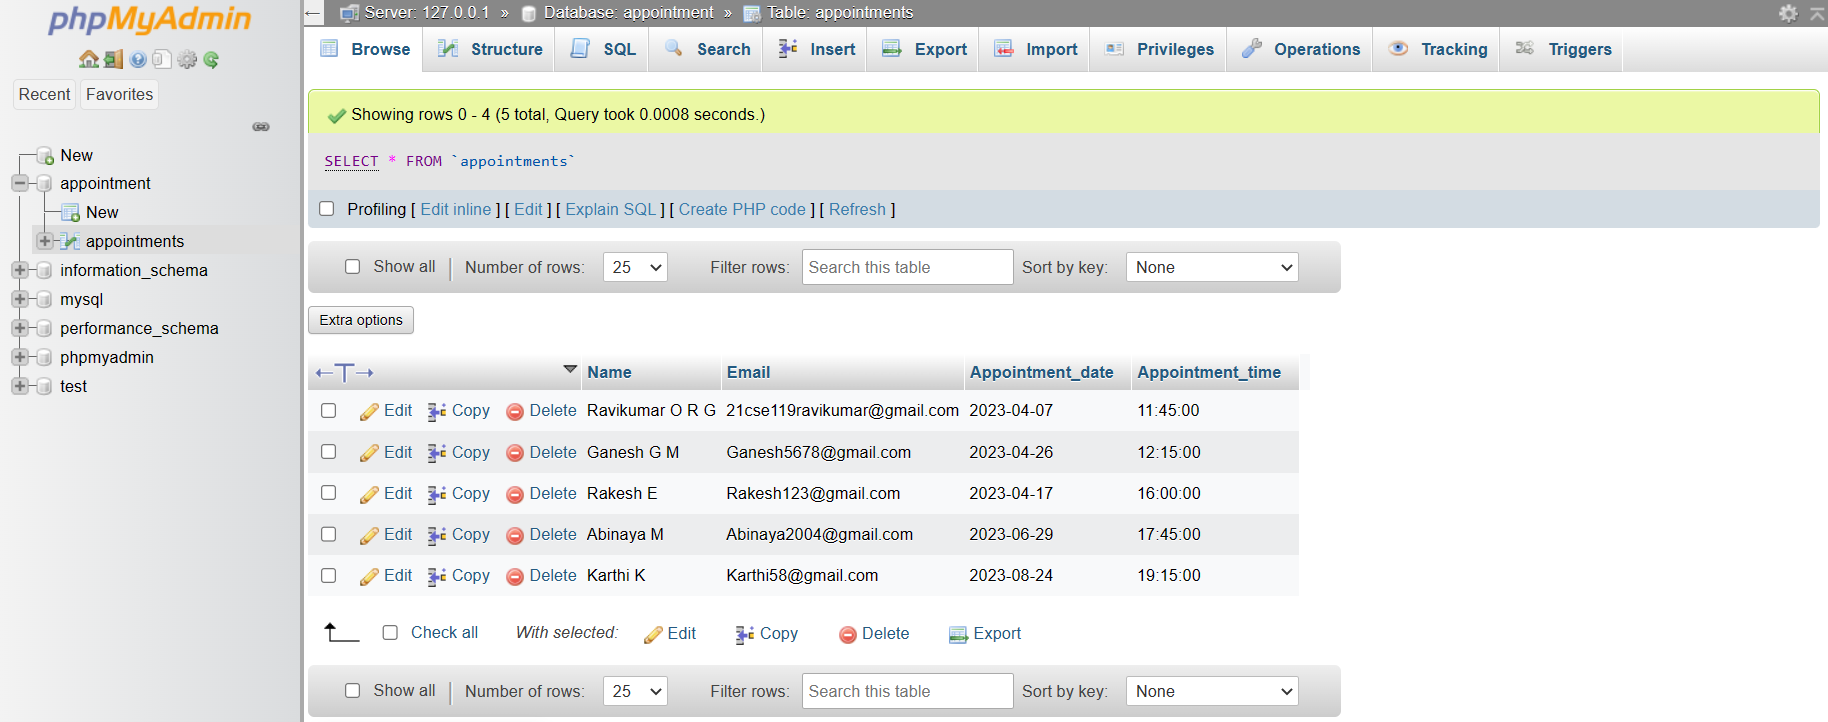 phpMyAdmin
Recent Favorites
New
appointment
New
appointments
information_schema
mysql
performance_schema
phpmyadmin
test
← Server: 127.0.0.1 » Database: appointment » Table: appointments
Browse Structure SQL Search Insert Export Import Privileges Operations Tracking Triggers
Showing rows 0 - 4 (5 total, Query took 0.0008 seconds.)
SELECT * FROM `appointments`
Profiling [ Edit inline ] [ Edit ] [ Explain SQL ] [ Create PHP code ] [ Refresh ]
Show all | Number of rows: 25 Filter rows: Search this table Sort by key: None
Extra options
←T→ Name Email Appointment_date Appointment_time
Edit Copy Delete Ravikumar O R G 21cse119ravikumar@gmail.com 2023-04-07 11:45:00
Edit Copy Delete Ganesh G M Ganesh5678@gmail.com 2023-04-26 12:15:00
Edit Copy Delete Rakesh E Rakesh123@gmail.com 2023-04-17 16:00:00
Edit Copy Delete Abinaya M Abinaya2004@gmail.com 2023-06-29 17:45:00
Edit Copy Delete Karthi K Karthi58@gmail.com 2023-08-24 19:15:00
Check all With selected: Edit Copy Delete Export
Show all | Number of rows: 25 Filter rows: Search this table Sort by key: None